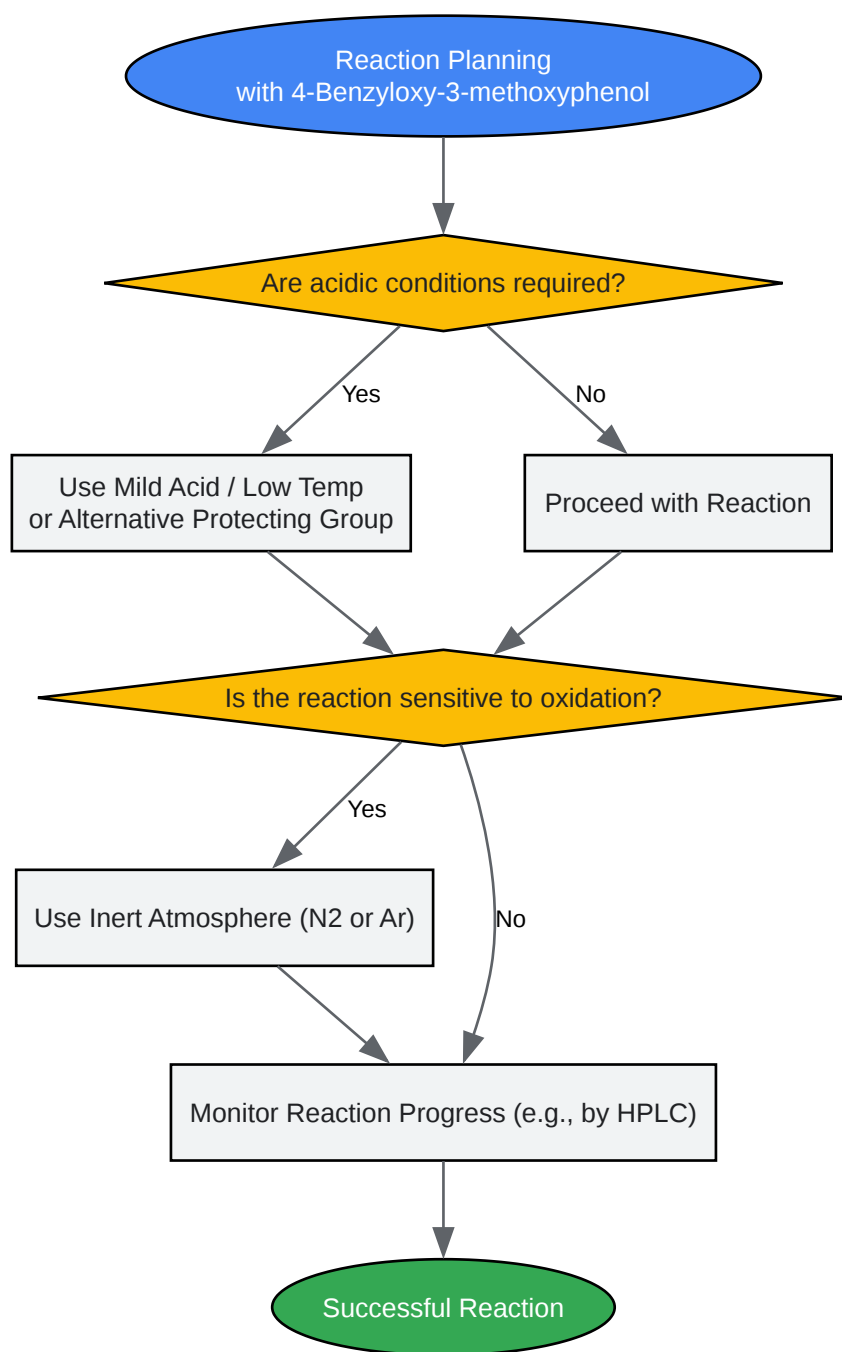 Reaction Planning
with 4-Benzyloxy-3-methoxyphenol
Are acidic conditions required?
Yes
No
Use Mild Acid / Low Temp
or Alternative Protecting Group
Proceed with Reaction
Is the reaction sensitive to oxidation?
Yes
Use Inert Atmosphere (N2 or Ar)
No
Monitor Reaction Progress (e.g., by HPLC)
Successful Reaction